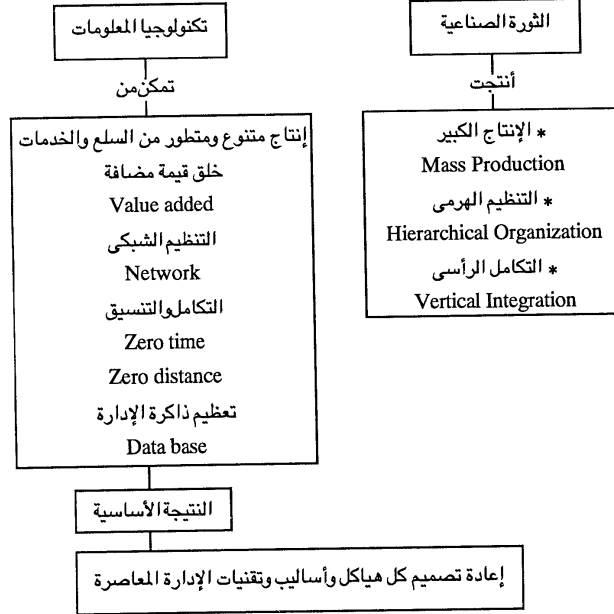 الثورة الصناعية
أنتجت
* الإنتاج الكبير
Mass Production
* التنظيم الهرمى
Hierarchical Organization
* التكامل الرأسى
Vertical Integration
تكنولوجيا المعلومات
تمكن من
إنتاج متنوع ومتطور من السلع والخدمات
خلق قيمة مضافة
Value added
التنظيم الشبكى
Network
التكامل والتنسيق
Zero time
Zero distance
تعظيم ذاكرة الإدارة
Data base
النتيجة الأساسية
إعادة تصميم كل هياكل وأساليب وتقنيات الإدارة المعاصرة